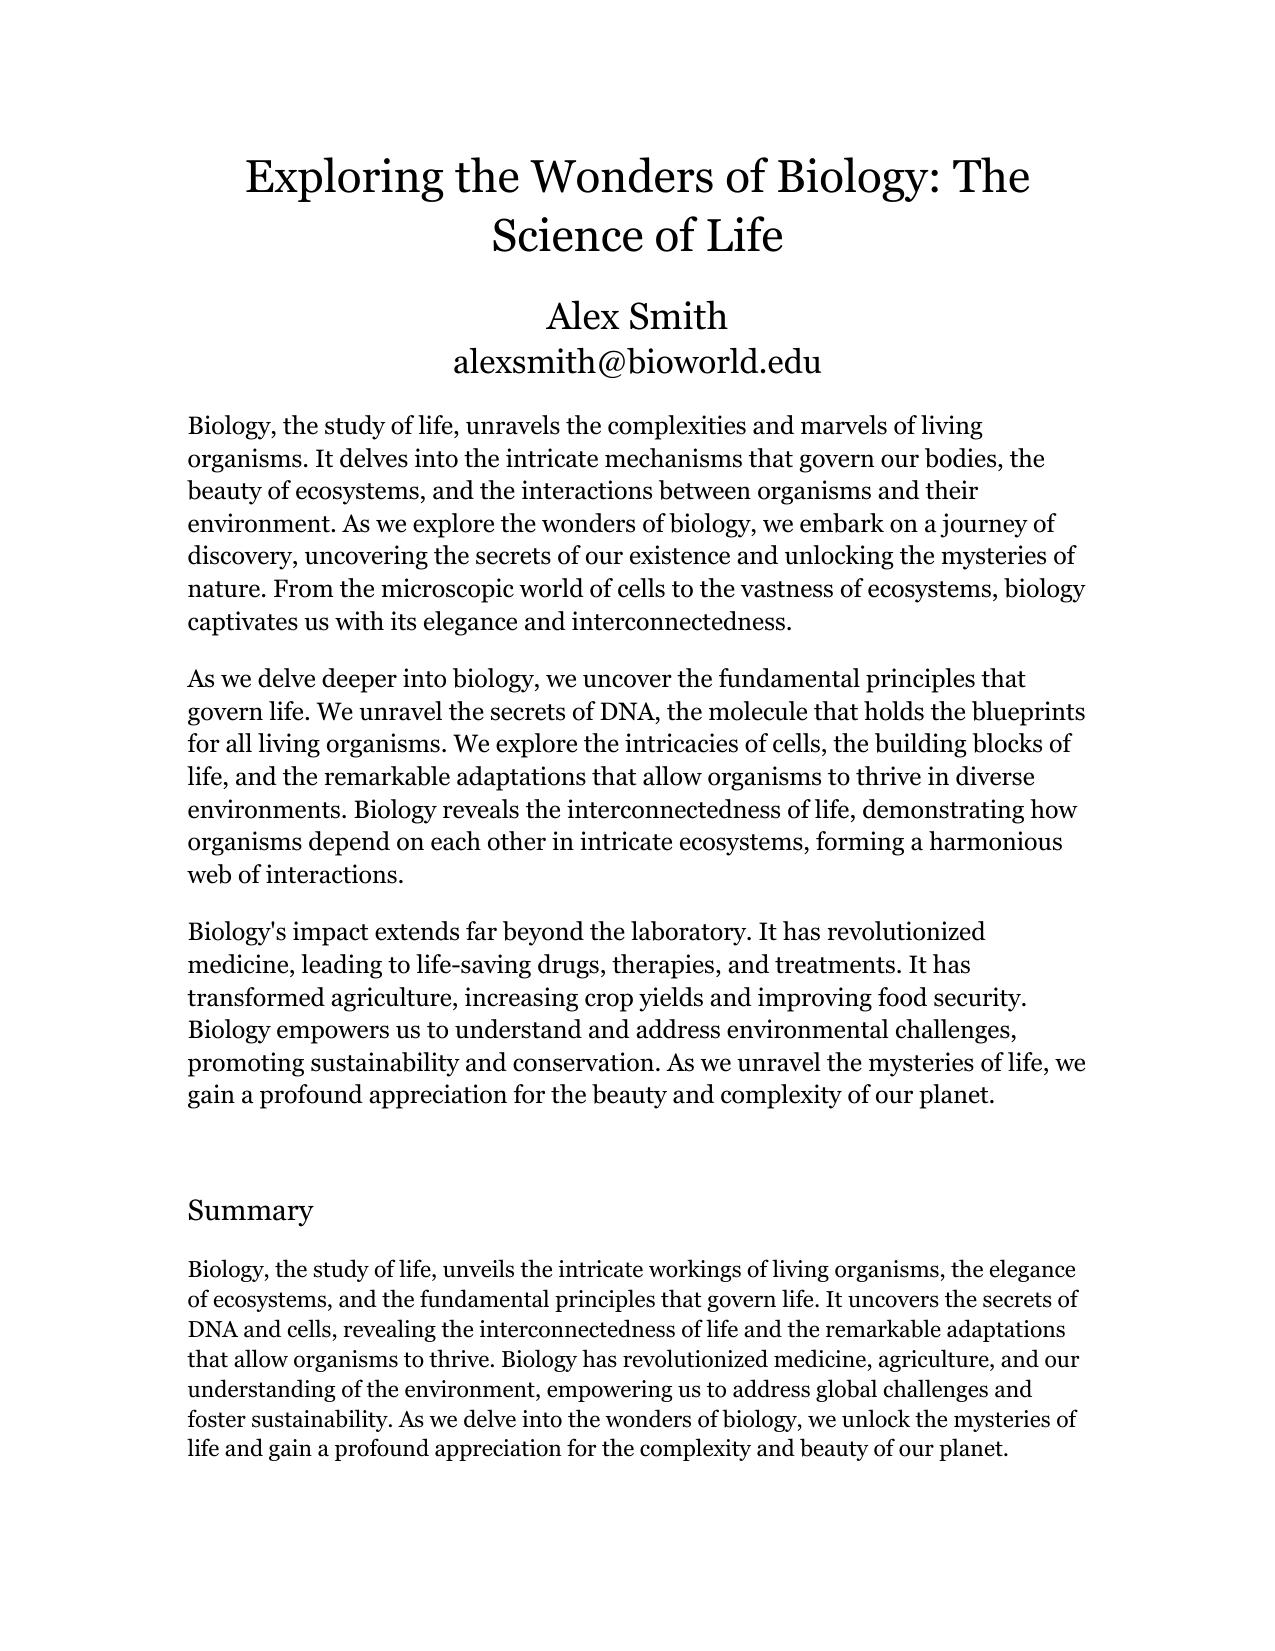 Exploring the Wonders of Biology: The
Science of Life
Alex Smith
alexsmith@bioworld.edu
Biology, the study of life, unravels the complexities and marvels of living
organisms. It delves into the intricate mechanisms that govern our bodies, the
beauty of ecosystems, and the interactions between organisms and their
environment. As we explore the wonders of biology, we embark on a journey of
discovery, uncovering the secrets of our existence and unlocking the mysteries of
nature. From the microscopic world of cells to the vastness of ecosystems, biology
captivates us with its elegance and interconnectedness.
As we delve deeper into biology, we uncover the fundamental principles that
govern life. We unravel the secrets of DNA, the molecule that holds the blueprints
for all living organisms. We explore the intricacies of cells, the building blocks of
life, and the remarkable adaptations that allow organisms to thrive in diverse
environments. Biology reveals the interconnectedness of life, demonstrating how
organisms depend on each other in intricate ecosystems, forming a harmonious
web of interactions.
Biology's impact extends far beyond the laboratory. It has revolutionized
medicine, leading to life-saving drugs, therapies, and treatments. It has
transformed agriculture, increasing crop yields and improving food security.
Biology empowers us to understand and address environmental challenges,
promoting sustainability and conservation. As we unravel the mysteries of life, we
gain a profound appreciation for the beauty and complexity of our planet.
Summary
Biology, the study of life, unveils the intricate workings of living organisms, the elegance
of ecosystems, and the fundamental principles that govern life. It uncovers the secrets of
DNA and cells, revealing the interconnectedness of life and the remarkable adaptations
that allow organisms to thrive. Biology has revolutionized medicine, agriculture, and our
understanding of the environment, empowering us to address global challenges and
foster sustainability. As we delve into the wonders of biology, we unlock the mysteries of
life and gain a profound appreciation for the complexity and beauty of our planet.